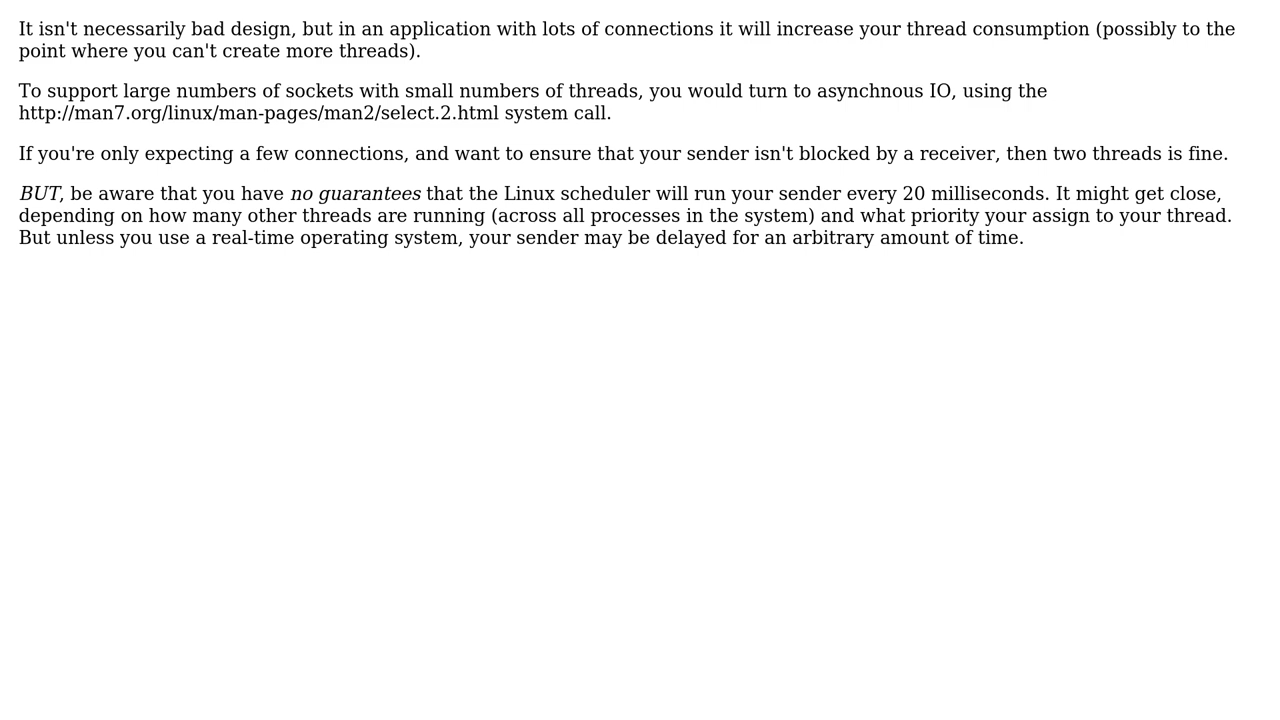 It isn't necessarily bad design, but in an application with lots of connections it will increase your thread consumption (possibly to the
point where you can't create more threads).
To support large numbers of sockets with small numbers of threads, you would turn to asynchnous IO, using the
http://man7.org/linux/man-pages/man2/select.2.html system call.
If you're only expecting a few connections, and want to ensure that your sender isn't blocked by a receiver, then two threads is fine.
BUT, be aware that you have no guarantees that the Linux scheduler will run your sender every 20 milliseconds. It might get close,
depending on how many other threads are running (across all processes in the system) and what priority your assign to your thread.
But unless you use a real-time operating system, your sender may be delayed for an arbitrary amount of time.